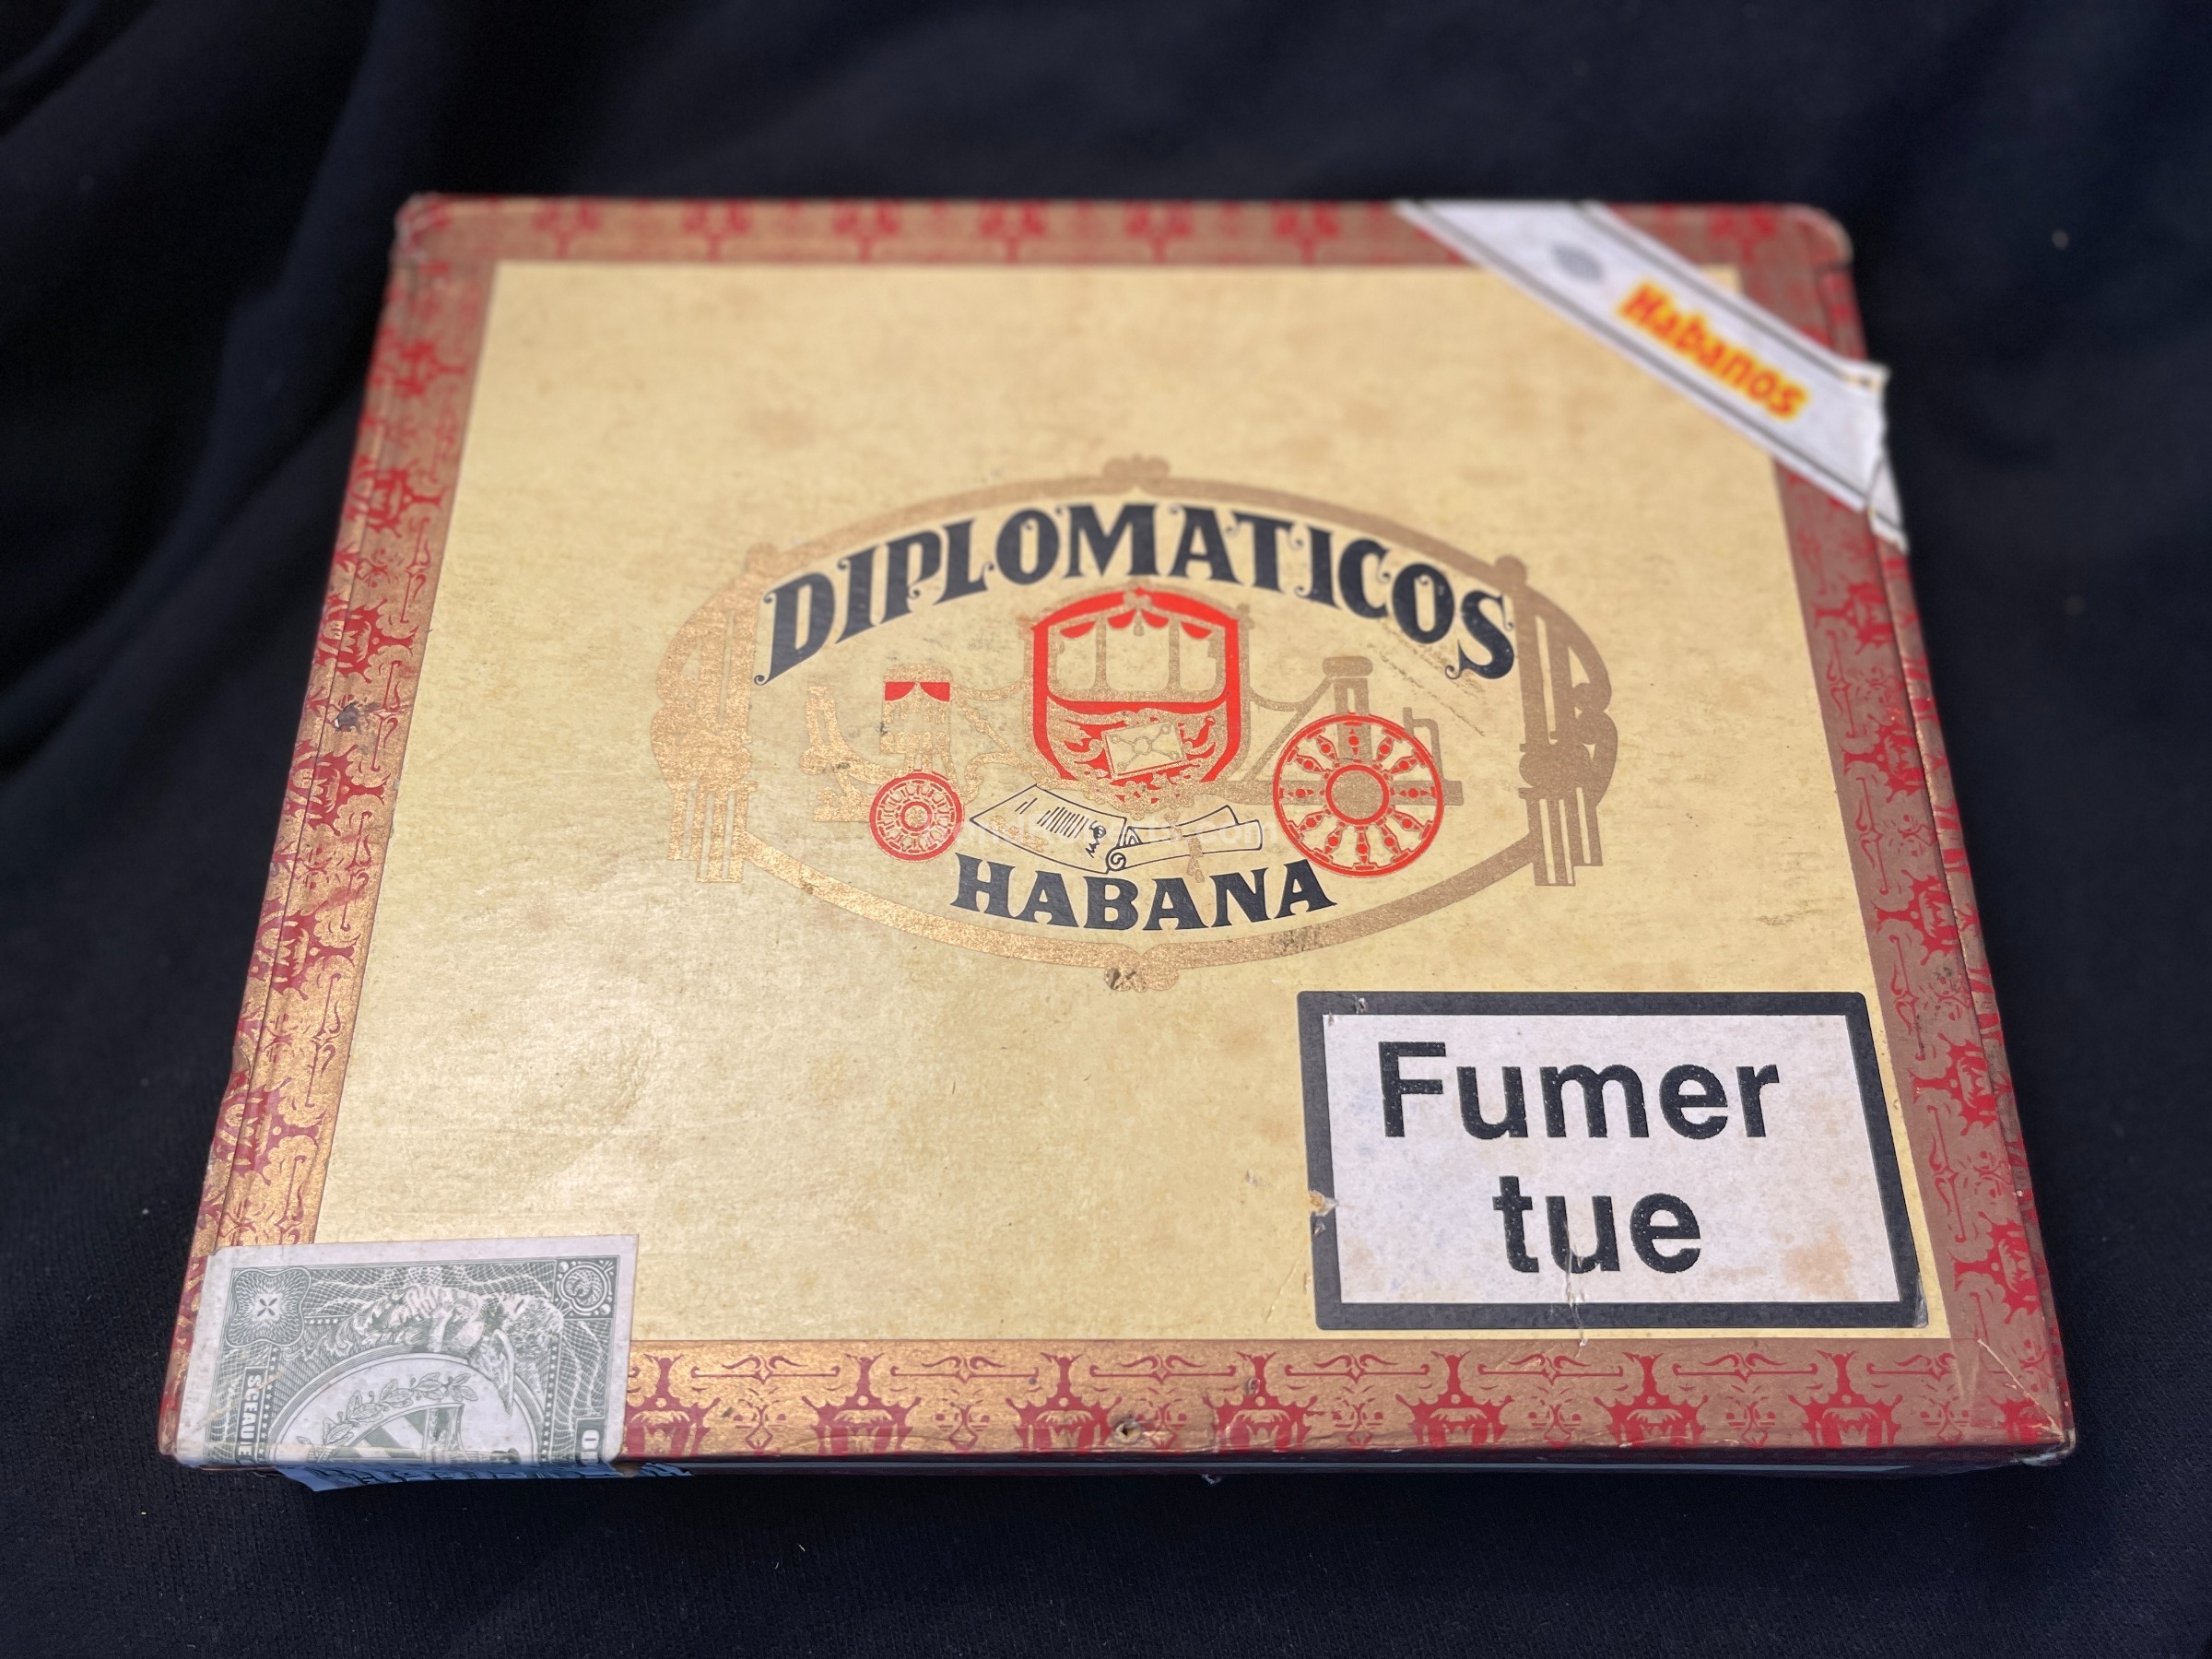 Habanos
DIPLOMATICOS
HABANA
Fumer
tue